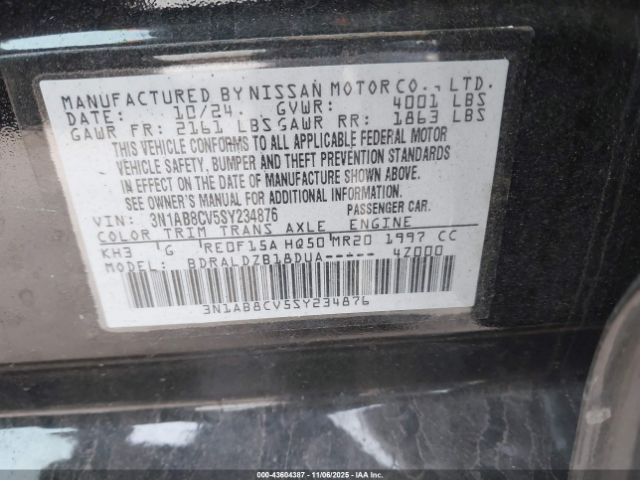 MANUFACTURED BY NISSAN MOTOR CO., LTD.
DATE: 10/24. GVWR: 4001 LBS
GAWR FR: 2161 LBS GAWR RR: 1863 LBS
THIS VEHICLE CONFORMS TO ALL APPLICABLE FEDERAL MOTOR
VEHICLE SAFETY, BUMPER AND THEFT PREVENTION STANDARDS
IN EFFECT ON THE DATE OF MANUFACTURE SHOWN ABOVE.
SEE OWNER'S MANUAL FOR ADDITIONAL INFORMATION.
VIN: 3N1AB8CV5SY234876 PASSENGER CAR.
COLOR TRIM TRANS AXLE ENGINE
KH3 G RE0F15A HQ50 MR20 1997 CC
MODEL: BDRALDZB18DUA----- 4Z000
3N1AB8CV5SY234876
000-43604387 11/06/2025 IAAI.COM